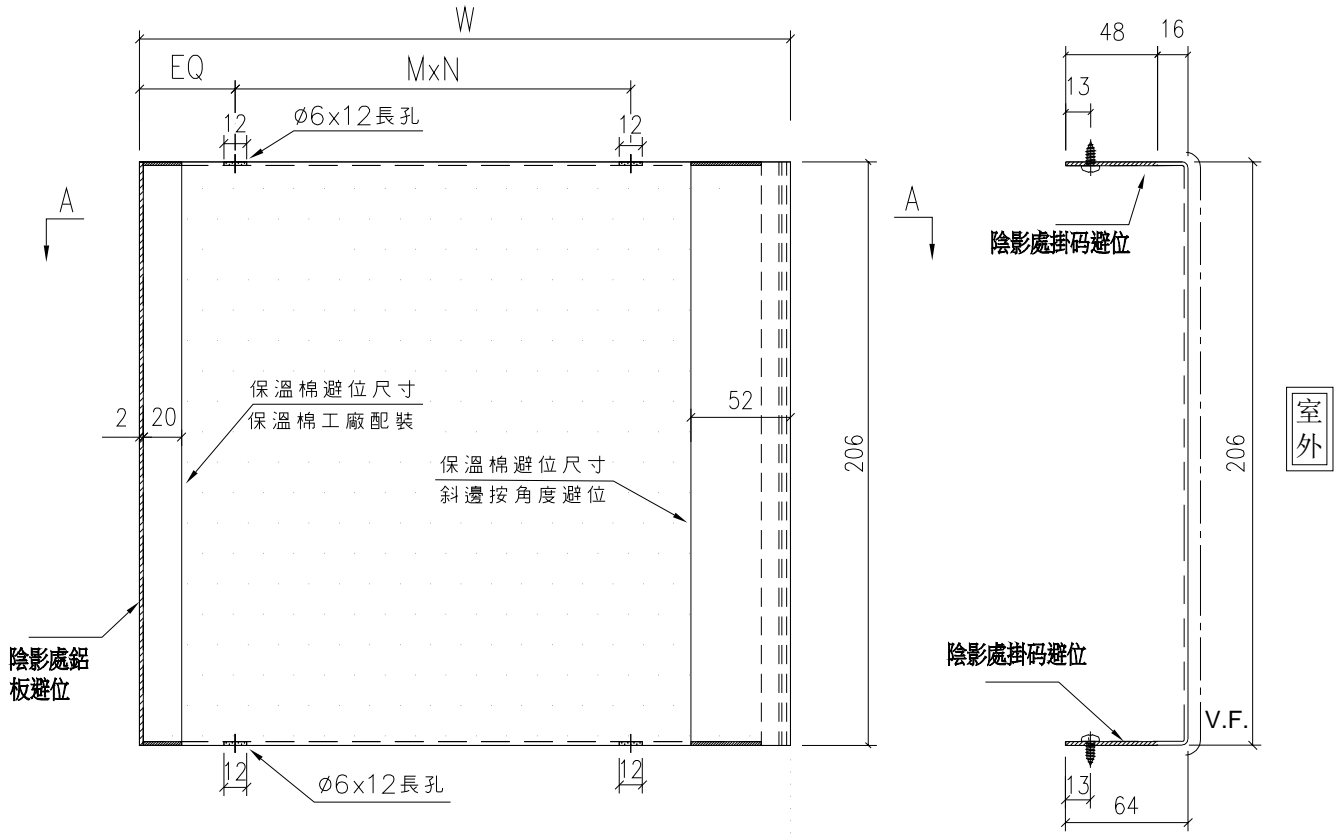 W
48
16
EQ
MxN
13
12
Ø6x12長孔
12
A
A
陰影處掛码避位
保溫棉避位尺寸
保溫棉工廠配裝
2
20
52
保溫棉避位尺寸
斜邊按角度避位
206
206
室
外
陰影處鋁
板避位
陰影處掛码避位
V.F.
12
Ø6x12長孔
12
13
64